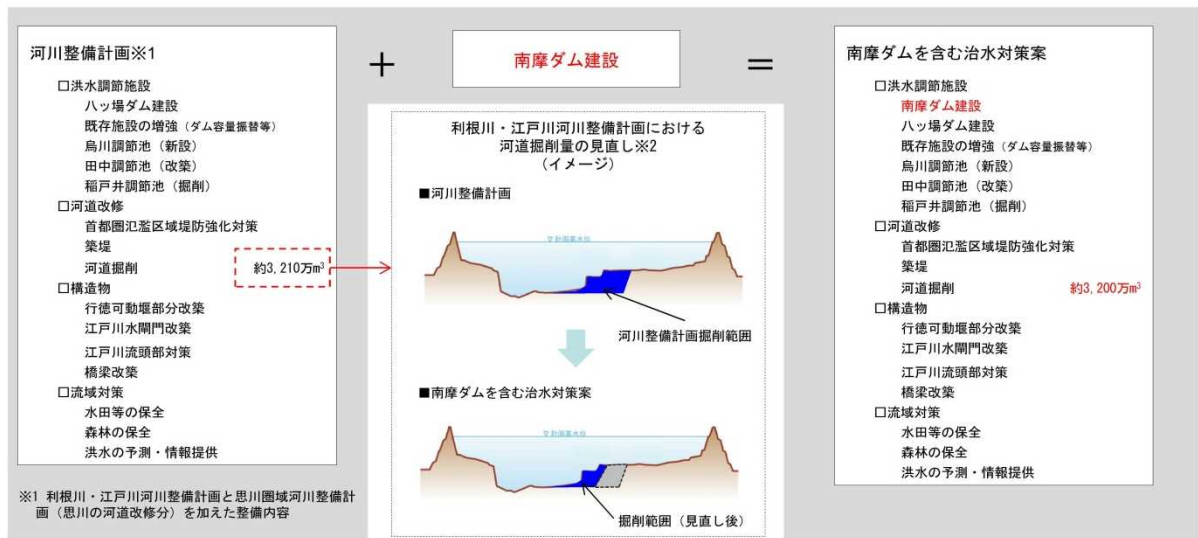 河川整備計画※1
□洪水調節施設
八ッ場ダム建設
既存施設の増強（ダム容量振替等）
烏川調節池（新設）
田中調節池（改築）
稲戸井調節池（掘削）
□河道改修
首都圏氾濫区域堤防強化対策
築堤
河道掘削 約3,210万m³
□構造物
行徳可動堰部分改築
江戸川水閘門改築
江戸川流頭部対策
橋梁改築
□流域対策
水田等の保全
森林の保全
洪水の予測・情報提供
※1 利根川・江戸川河川整備計画と思川圏域河川整備計
画（思川の河道改修分）を加えた整備内容
＋
南摩ダム建設
利根川・江戸川河川整備計画における
河道掘削量の見直し※2
（イメージ）
■河川整備計画
▽計画高水位
河川整備計画掘削範囲
■南摩ダムを含む治水対策案
▽計画高水位
掘削範囲（見直し後）
＝
南摩ダムを含む治水対策案
□洪水調節施設
南摩ダム建設
八ッ場ダム建設
既存施設の増強（ダム容量振替等）
烏川調節池（新設）
田中調節池（改築）
稲戸井調節池（掘削）
□河道改修
首都圏氾濫区域堤防強化対策
築堤
河道掘削 約3,200万m³
□構造物
行徳可動堰部分改築
江戸川水閘門改築
江戸川流頭部対策
橋梁改築
□流域対策
水田等の保全
森林の保全
洪水の予測・情報提供